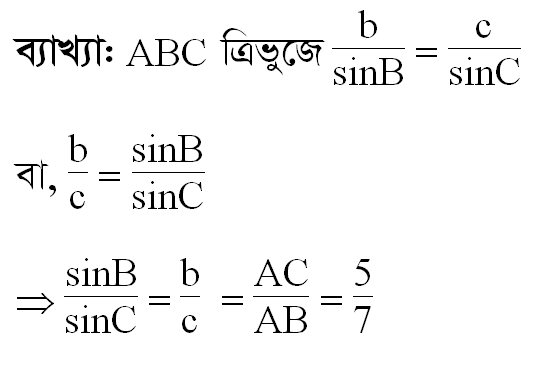 ব্যাখ্যাঃ ABC ত্রিভুজে b/sinB = c/sinC
বা, b/c = sinB/sinC
⇒ sinB/sinC = b/c = AC/AB = 5/7